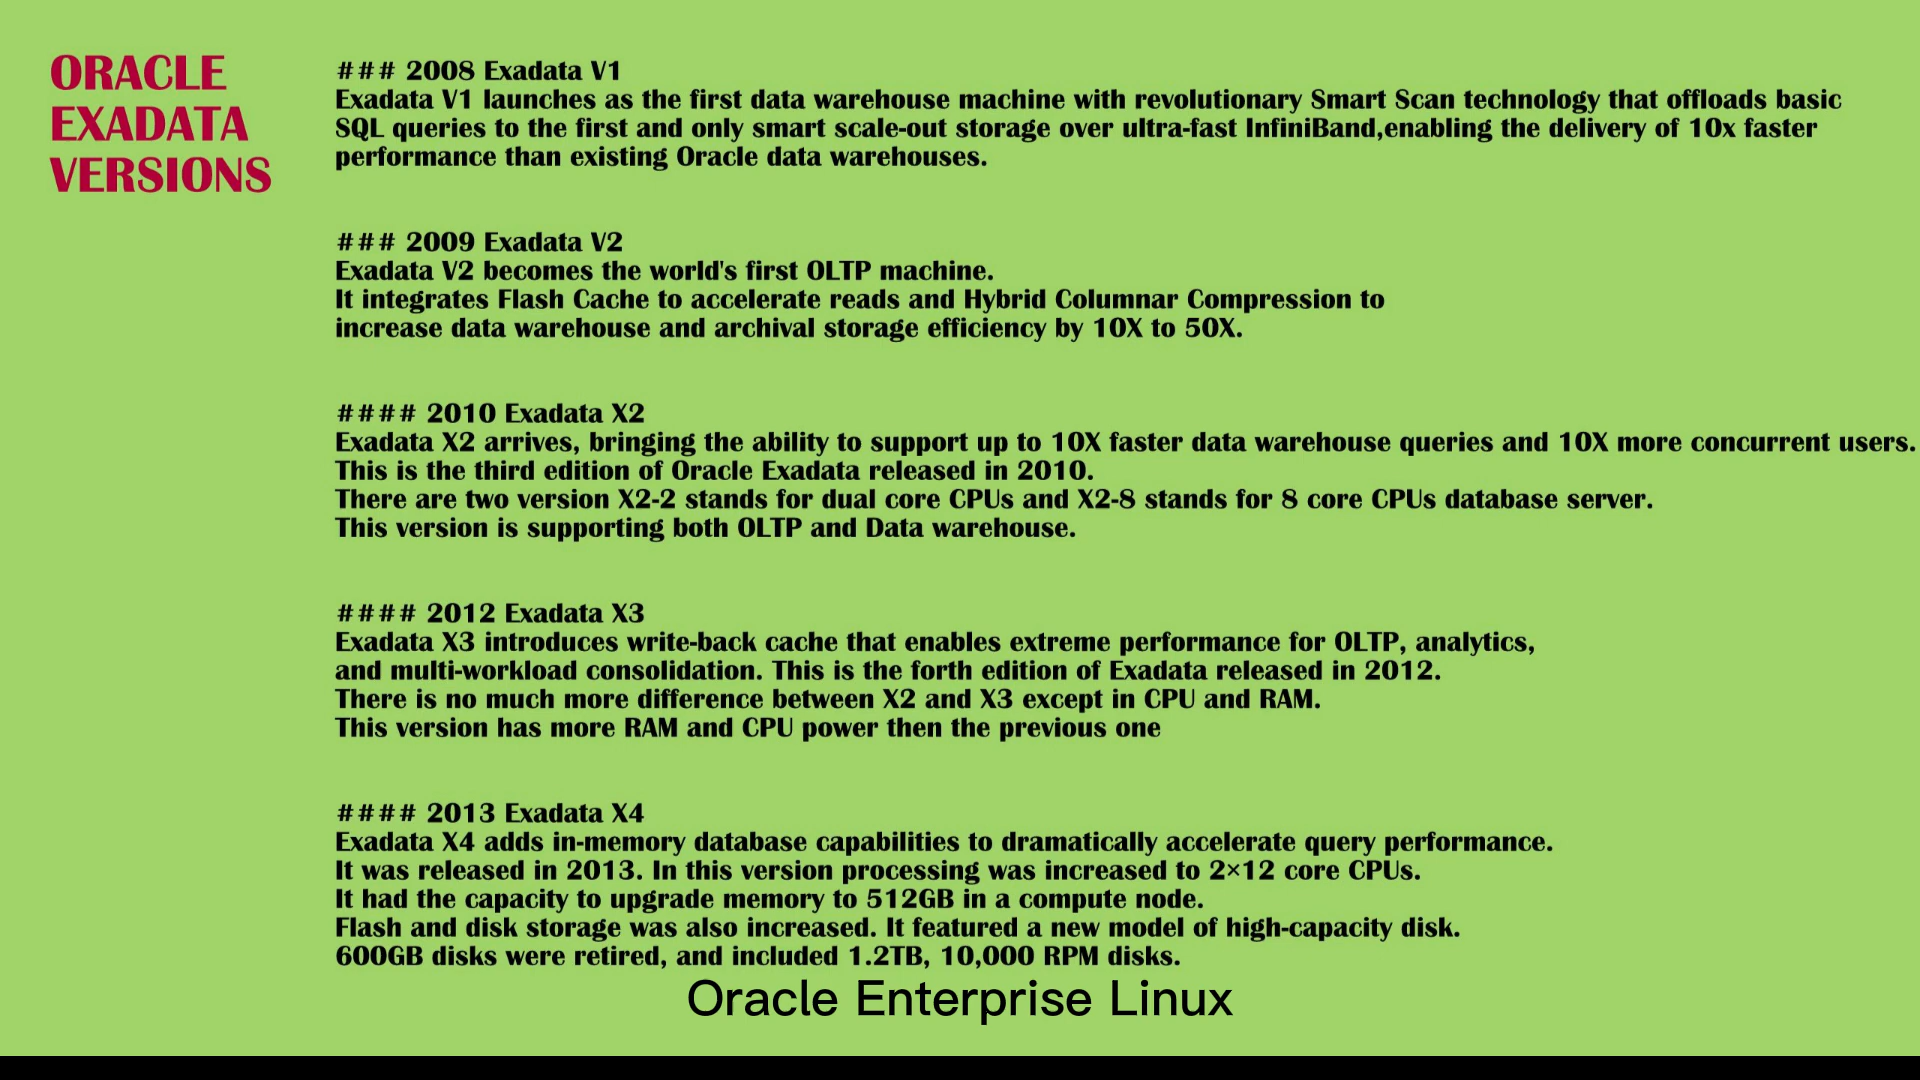 ORACLE
EXADATA
VERSIONS
### 2008 Exadata V1
Exadata V1 launches as the first data warehouse machine with revolutionary Smart Scan technology that offloads basic
SQL queries to the first and only smart scale-out storage over ultra-fast InfiniBand,enabling the delivery of 10x faster
performance than existing Oracle data warehouses.
### 2009 Exadata V2
Exadata V2 becomes the world's first OLTP machine.
It integrates Flash Cache to accelerate reads and Hybrid Columnar Compression to
increase data warehouse and archival storage efficiency by 10X to 50X.
#### 2010 Exadata X2
Exadata X2 arrives, bringing the ability to support up to 10X faster data warehouse queries and 10X more concurrent users.
This is the third edition of Oracle Exadata released in 2010.
There are two version X2-2 stands for dual core CPUs and X2-8 stands for 8 core CPUs database server.
This version is supporting both OLTP and Data warehouse.
#### 2012 Exadata X3
Exadata X3 introduces write-back cache that enables extreme performance for OLTP, analytics,
and multi-workload consolidation. This is the forth edition of Exadata released in 2012.
There is no much more difference between X2 and X3 except in CPU and RAM.
This version has more RAM and CPU power then the previous one
#### 2013 Exadata X4
Exadata X4 adds in-memory database capabilities to dramatically accelerate query performance.
It was released in 2013. In this version processing was increased to 2×12 core CPUs.
It had the capacity to upgrade memory to 512GB in a compute node.
Flash and disk storage was also increased. It featured a new model of high-capacity disk.
600GB disks were retired, and included 1.2TB, 10,000 RPM disks.
Oracle Enterprise Linux